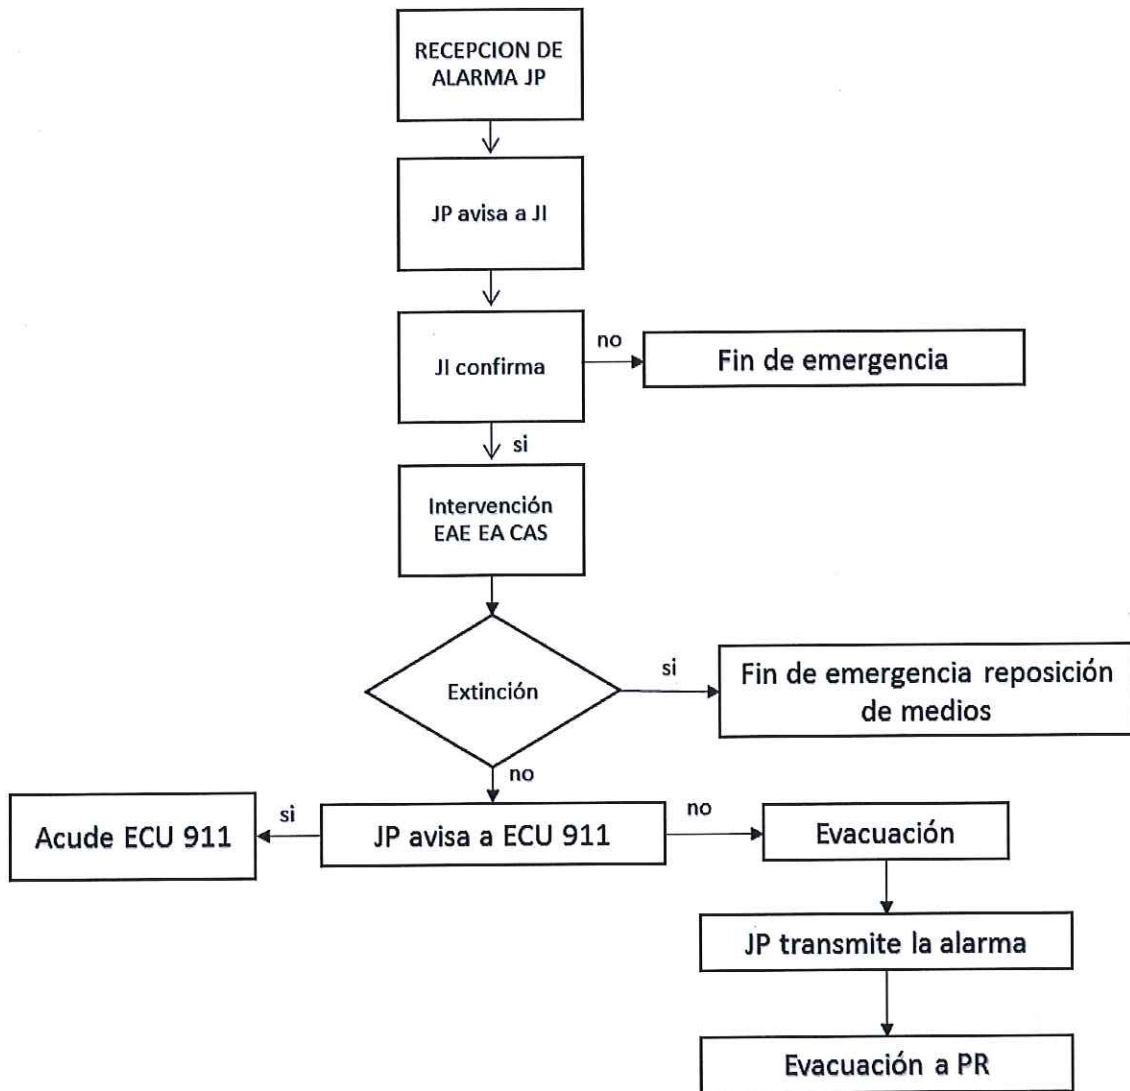 RECEPCION DE
ALARMA JP
JP avisa a JI
JI confirma
no
Fin de emergencia
si
Intervención
EAE EA CAS
Extinción
si
Fin de emergencia reposición
de medios
no
Acude ECU 911
si
JP avisa a ECU 911
no
Evacuación
JP transmite la alarma
Evacuación a PR